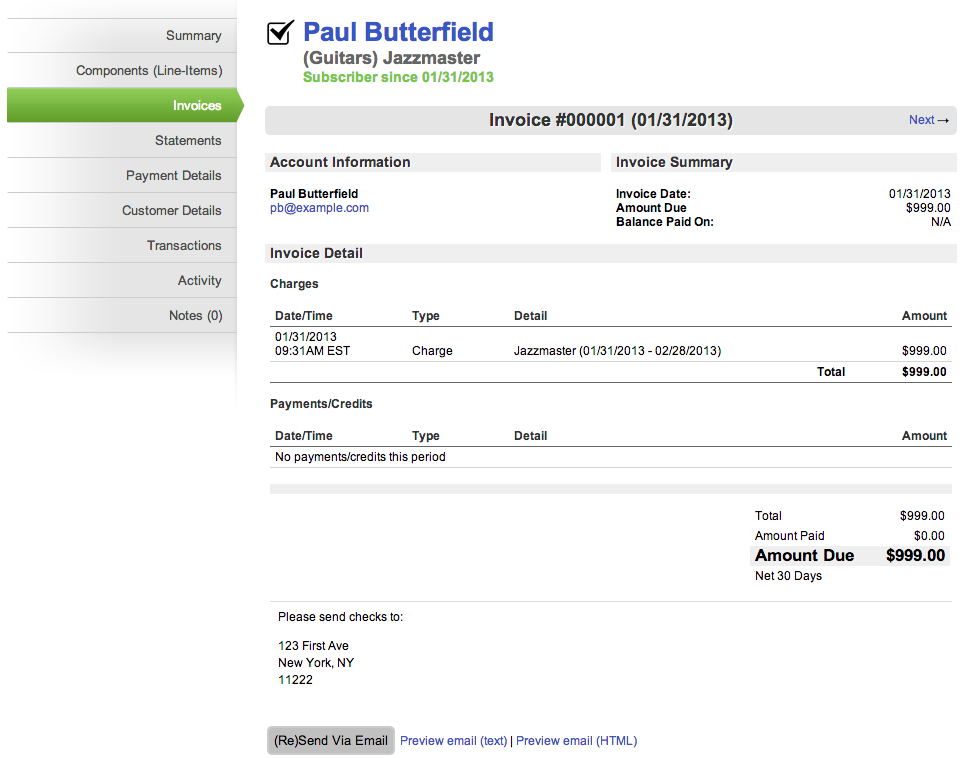 Summary
Components (Line-Items)
Invoices
Statements
Payment Details
Customer Details
Transactions
Activity
Notes (0)
Paul Butterfield
(Guitars) Jazzmaster
Subscriber since 01/31/2013
Invoice #000001 (01/31/2013)
Next →
Account Information
Paul Butterfield
pb@example.com
Invoice Summary
Invoice Date: 01/31/2013
Amount Due $999.00
Balance Paid On: N/A
Invoice Detail
Charges
Date/Time Type Detail Amount
01/31/2013
09:31AM EST Charge Jazzmaster (01/31/2013 - 02/28/2013) $999.00
Total $999.00
Payments/Credits
Date/Time Type Detail Amount
No payments/credits this period
Total $999.00
Amount Paid $0.00
Amount Due $999.00
Net 30 Days
Please send checks to:
123 First Ave
New York, NY
11222
(Re)Send Via Email Preview email (text) | Preview email (HTML)